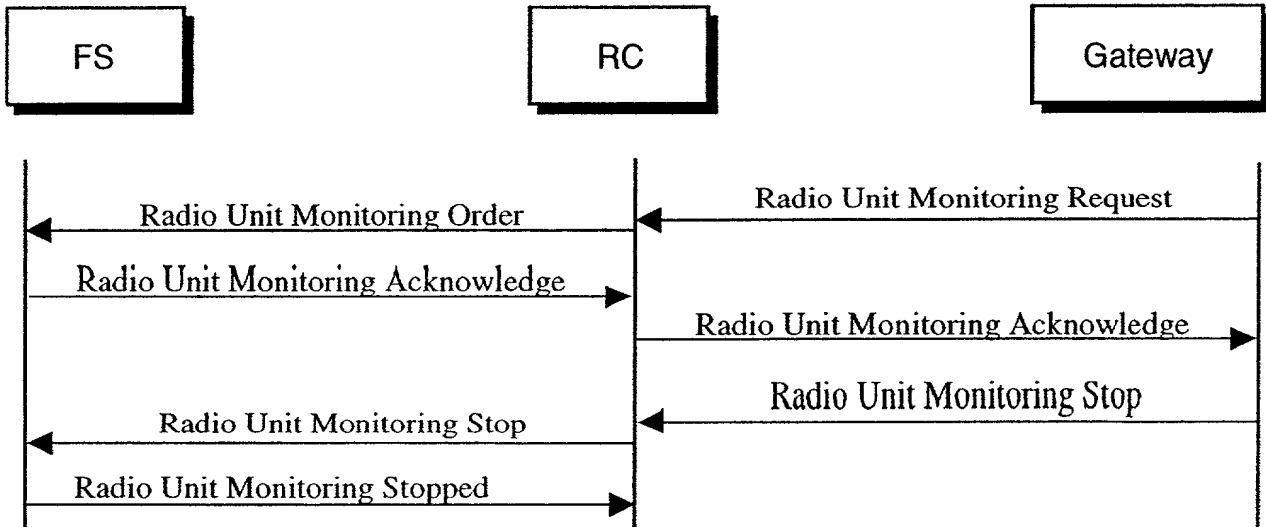 FS
RC
Gateway
Radio Unit Monitoring Request
Radio Unit Monitoring Order
Radio Unit Monitoring Acknowledge
Radio Unit Monitoring Acknowledge
Radio Unit Monitoring Stop
Radio Unit Monitoring Stop
Radio Unit Monitoring Stopped